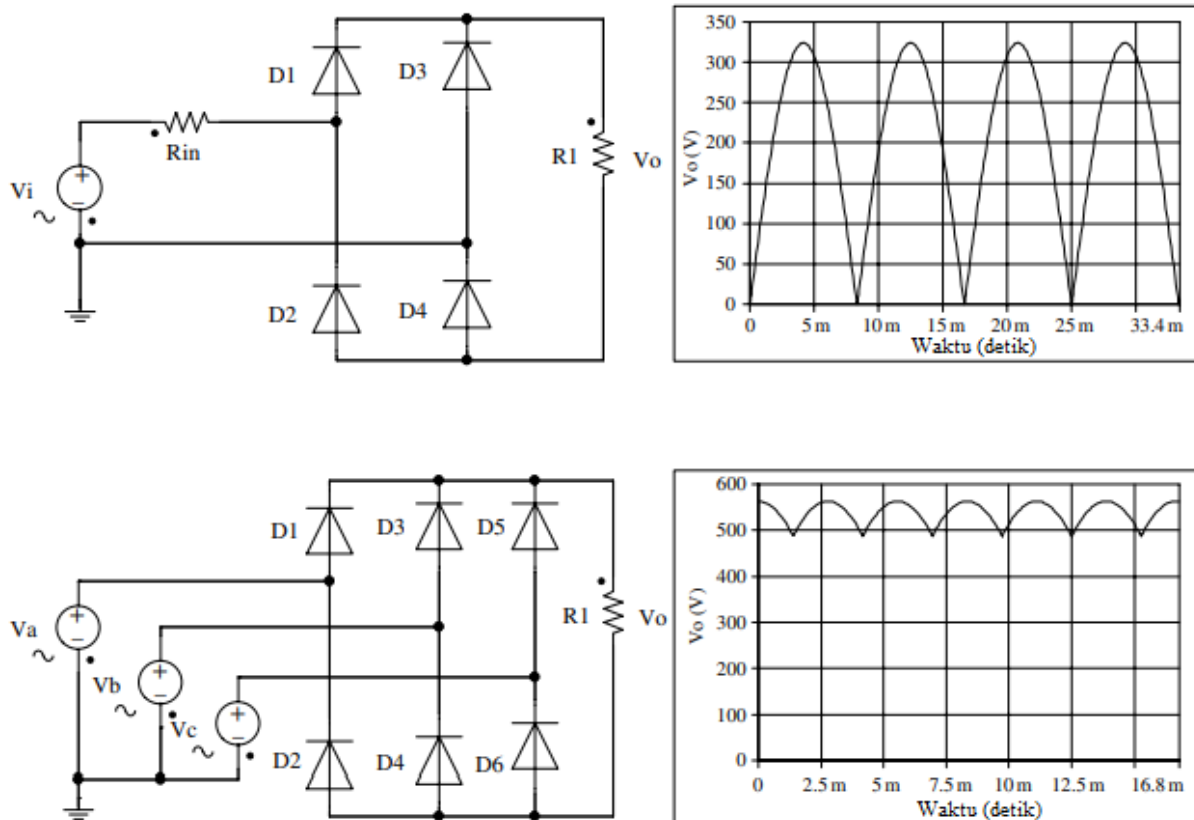 D1
D3
Rin
Vi
+
−
R1
Vo
D2
D4
Vo (V)
350
300
250
200
150
100
50
0
0 5 m 10 m 15 m 20 m 25 m 33.4 m
Waktu (detik)
D1
D3
D5
Va
+
−
Vb
+
−
Vc
+
−
R1
Vo
D2
D4
D6
Vo (V)
600
500
400
300
200
100
0
0 2.5 m 5 m 7.5 m 10 m 12.5 m 16.8 m
Waktu (detik)